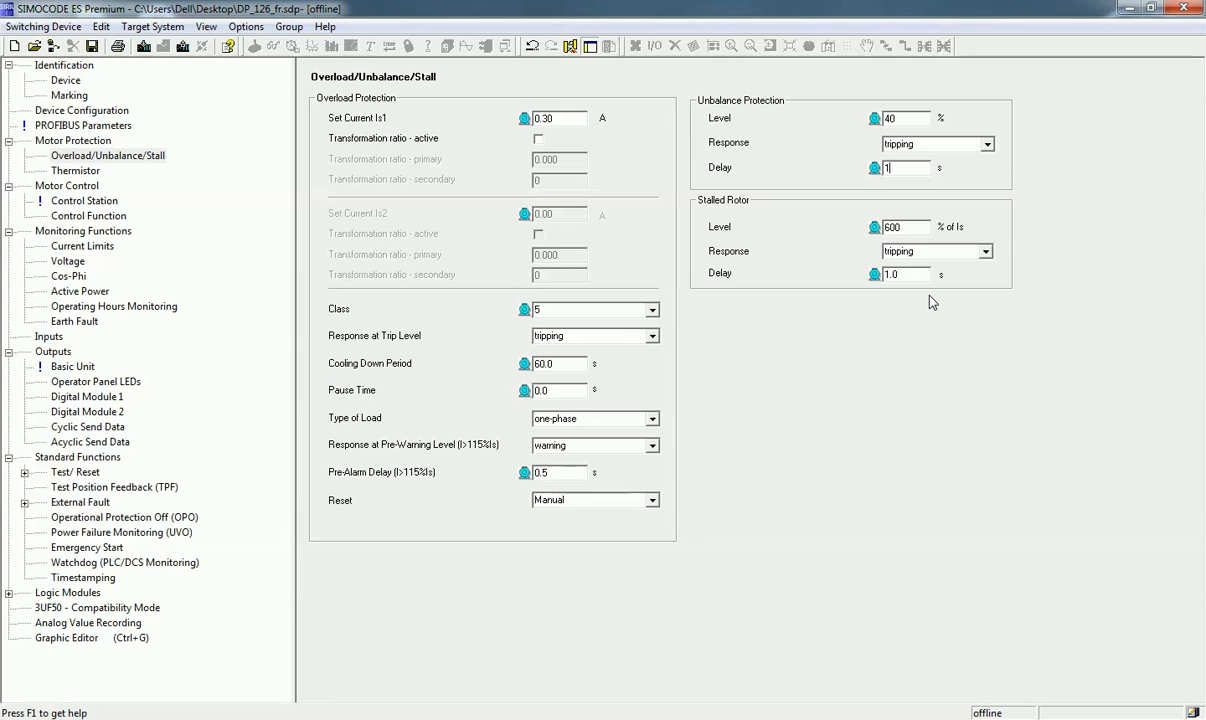 SIMOCODE ES Premium - C:\Users\Dell\Desktop\DP_126_fr.sdp- [offline]
Switching Device Edit Target System View Options Group Help
Identification
Device
Marking
Device Configuration
! PROFIBUS Parameters
Motor Protection
Overload/Unbalance/Stall
Thermistor
Motor Control
! Control Station
Control Function
Monitoring Functions
Current Limits
Voltage
Cos-Phi
Active Power
Operating Hours Monitoring
Earth Fault
Inputs
Outputs
! Basic Unit
Operator Panel LEDs
Digital Module 1
Digital Module 2
Cyclic Send Data
Acyclic Send Data
Standard Functions
Test/ Reset
Test Position Feedback (TPF)
External Fault
Operational Protection Off (OPO)
Power Failure Monitoring (UVO)
Emergency Start
Watchdog (PLC/DCS Monitoring)
Timestamping
Logic Modules
3UF50 - Compatibility Mode
Analog Value Recording
Graphic Editor (Ctrl+G)
Overload/Unbalance/Stall
Overload Protection
Set Current Is1 0.30 A
Transformation ratio - active
Transformation ratio - primary 0.000
Transformation ratio - secondary 0
Set Current Is2 0.00 A
Transformation ratio - active
Transformation ratio - primary 0.000
Transformation ratio - secondary 0
Class 5
Response at Trip Level tripping
Cooling Down Period 60.0 s
Pause Time 0.0 s
Type of Load one-phase
Response at Pre-Warning Level (I>115%Is) warning
Pre-Alarm Delay (I>115%Is) 0.5 s
Reset Manual
Unbalance Protection
Level 40 %
Response tripping
Delay 1 s
Stalled Rotor
Level 600 % of Is
Response tripping
Delay 1.0 s
Press F1 to get help
offline